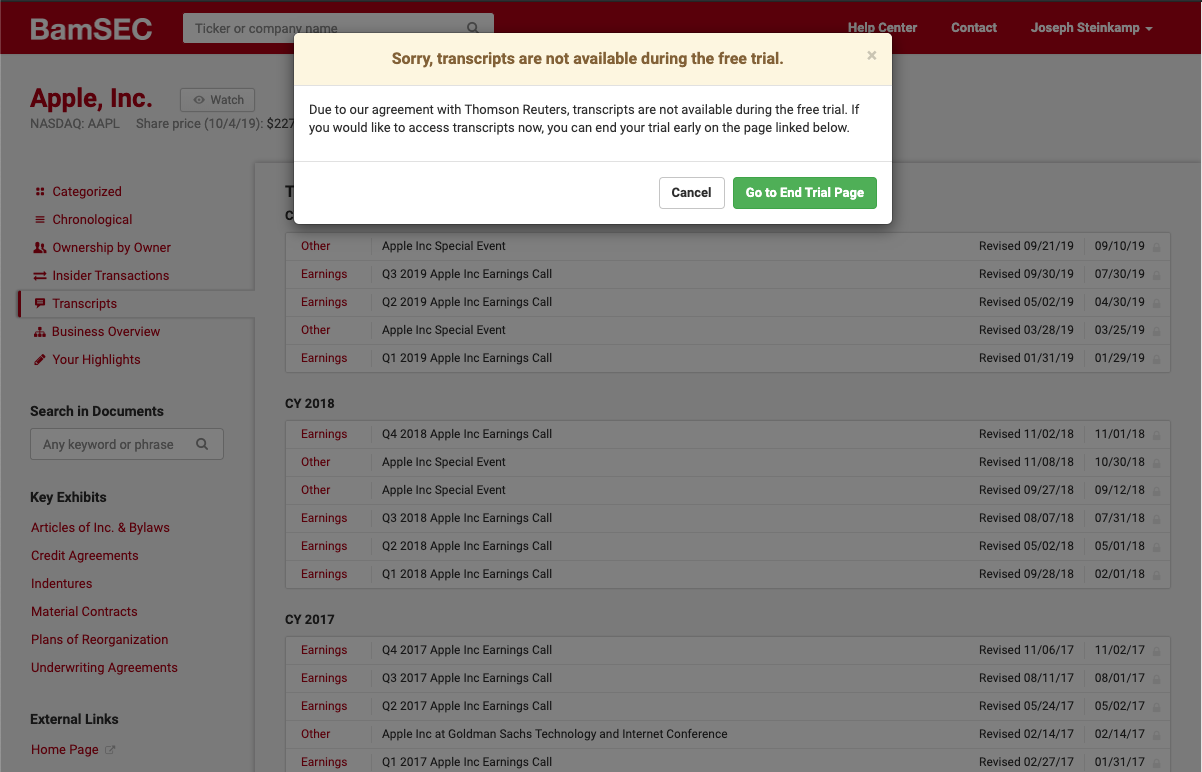 BamSEC
Ticker or company name
Help Center
Contact
Joseph Steinkamp
Sorry, transcripts are not available during the free trial.
×
Due to our agreement with Thomson Reuters, transcripts are not available during the free trial. If
you would like to access transcripts now, you can end your trial early on the page linked below.
Cancel
Go to End Trial Page
Apple, Inc.
Watch
NASDAQ: AAPL Share price (10/4/19): $227
Categorized
Chronological
Ownership by Owner
Insider Transactions
Transcripts
Business Overview
Your Highlights
Search in Documents
Any keyword or phrase
Key Exhibits
Articles of Inc. & Bylaws
Credit Agreements
Indentures
Material Contracts
Plans of Reorganization
Underwriting Agreements
External Links
Home Page
Other Apple Inc Special Event Revised 09/21/19 09/10/19
Earnings Q3 2019 Apple Inc Earnings Call Revised 09/30/19 07/30/19
Earnings Q2 2019 Apple Inc Earnings Call Revised 05/02/19 04/30/19
Other Apple Inc Special Event Revised 03/28/19 03/25/19
Earnings Q1 2019 Apple Inc Earnings Call Revised 01/31/19 01/29/19
CY 2018
Earnings Q4 2018 Apple Inc Earnings Call Revised 11/02/18 11/01/18
Other Apple Inc Special Event Revised 11/08/18 10/30/18
Other Apple Inc Special Event Revised 09/27/18 09/12/18
Earnings Q3 2018 Apple Inc Earnings Call Revised 08/07/18 07/31/18
Earnings Q2 2018 Apple Inc Earnings Call Revised 05/02/18 05/01/18
Earnings Q1 2018 Apple Inc Earnings Call Revised 09/28/18 02/01/18
CY 2017
Earnings Q4 2017 Apple Inc Earnings Call Revised 11/06/17 11/02/17
Earnings Q3 2017 Apple Inc Earnings Call Revised 08/11/17 08/01/17
Earnings Q2 2017 Apple Inc Earnings Call Revised 05/24/17 05/02/17
Other Apple Inc at Goldman Sachs Technology and Internet Conference Revised 02/14/17 02/14/17
Earnings Q1 2017 Apple Inc Earnings Call Revised 02/27/17 01/31/17